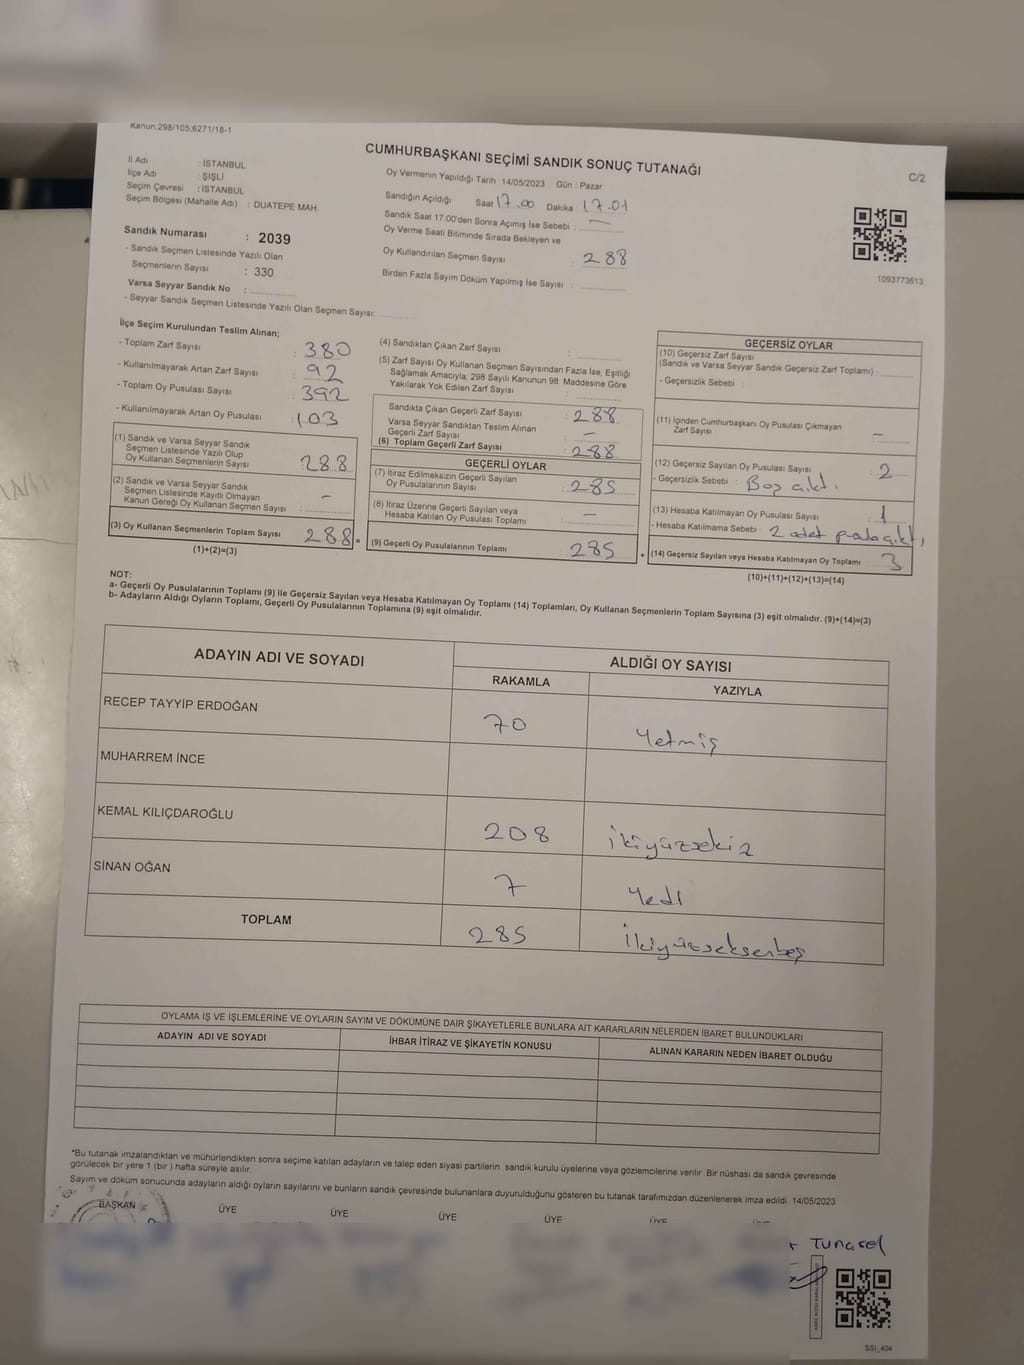 Kanun:298/105;6271/18-1
CUMHURBAŞKANI SEÇİMİ SANDIK SONUÇ TUTANAĞI
C/2
İl Adı : İSTANBUL
İlçe Adı : ŞİŞLİ
Seçim Çevresi : İSTANBUL
Seçim Bölgesi (Mahalle Adı) : DUATEPE MAH.
Oy Vermenin Yapıldığı Tarih : 14/05/2023 Gün : Pazar
Sandığın Açıldığı Saat 17.00 Dakika 17.01
Sandık Saat 17:00'den Sonra Açımış İse Sebebi : —
Oy Verme Saati Bitiminde Sırada Bekleyen ve
Oy Kullandırılan Seçmen Sayısı : 288
Birden Fazla Sayım Döküm Yapılmış İse Sayısı :
1093773613
Sandık Numarası : 2039
- Sandık Seçmen Listesinde Yazılı Olan
Seçmenlerin Sayısı : 330
Varsa Seyyar Sandık No :
- Seyyar Sandık Seçmen Listesinde Yazılı Olan Seçmen Sayısı:
İlçe Seçim Kurulundan Teslim Alınan;
- Toplam Zarf Sayısı : 380
- Kullanılmayarak Artan Zarf Sayısı : 92
- Toplam Oy Pusulası Sayısı : 392
- Kullanılmayarak Artan Oy Pusulası : 103
(1) Sandık ve Varsa Seyyar Sandık
Seçmen Listesinde Yazılı Olup
Oy Kullanan Seçmenlerin Sayısı : 288
(2) Sandık ve Varsa Seyyar Sandık
Seçmen Listesinde Kayıtlı Olmayan
Kanun Gereği Oy Kullanan Seçmen Sayısı : —
(3) Oy Kullanan Seçmenlerin Toplam Sayısı : 288 =
(1)+(2)=(3)
(4) Sandıktan Çıkan Zarf Sayısı :
(5) Zarf Sayısı Oy Kullanan Seçmen Sayısından Fazla İse, Eşitliği
Sağlamak Amacıyla; 298 Sayılı Kanunun 98. Maddesine Göre
Yakılarak Yok Edilen Zarf Sayısı :
Sandıkta Çıkan Geçerli Zarf Sayısı : 288
Varsa Seyyar Sandıktan Teslim Alınan
Geçerli Zarf Sayısı : —
(6) Toplam Geçerli Zarf Sayısı : 288
GEÇERLİ OYLAR
(7) İtiraz Edilmeksizin Geçerli Sayılan
Oy Pusulalarının Sayısı : 285
(8) İtiraz Üzerine Geçerli Sayılan veya
Hesaba Katılan Oy Pusulası Toplamı : —
(9) Geçerli Oy Pusulalarının Toplamı : 285 +
GEÇERSİZ OYLAR
(10) Geçersiz Zarf Sayısı
(Sandık ve Varsa Seyyar Sandık Geçersiz Zarf Toplamı) :
- Geçersizlik Sebebi :
(11) İçinden Cumhurbaşkanı Oy Pusulası Çıkmayan
Zarf Sayısı : —
(12) Geçersiz Sayılan Oy Pusulası Sayısı : 2
- Geçersizlik Sebebi : Boş çıktı.
(13) Hesaba Katılmayan Oy Pusulası Sayısı : 1
- Hesaba Katılmama Sebebi : 2 adet
(14) Geçersiz Sayılan veya Hesaba Katılmayan Oy Toplamı : 3
(10)+(11)+(12)+(13)=(14)
NOT:
a- Geçerli Oy Pusulalarının Toplamı (9) ile Geçersiz Sayılan veya Hesaba Katılmayan Oy Toplamı (14) Toplamları, Oy Kullanan Seçmenlerin Toplam Sayısına (3) eşit olmalıdır. (9)+(14)=(3)
b- Adayların Aldığı Oyların Toplamı, Geçerli Oy Pusulalarının Toplamına (9) eşit olmalıdır.
ADAYIN ADI VE SOYADI
ALDIĞI OY SAYISI
RAKAMLA YAZIYLA
RECEP TAYYİP ERDOĞAN 70 Yetmiş
MUHARREM İNCE
KEMAL KILIÇDAROĞLU 208 ikiyüzsekiz
SİNAN OĞAN 7 Yedi
TOPLAM 285 İkiyüzseksenbeş
OYLAMA İŞ VE İŞLEMLERİNE VE OYLARIN SAYIM VE DÖKÜMÜNE DAİR ŞİKAYETLERLE BUNLARA AİT KARARLARIN NELERDEN İBARET BULUNDUKLARI
ADAYIN ADI VE SOYADI İHBAR İTİRAZ VE ŞİKAYETİN KONUSU ALINAN KARARIN NEDEN İBARET OLDUĞU
*Bu tutanak imzalandıktan ve mühürlendikten sonra seçime katılan adayların ve talep eden siyasi partilerin sandık kurulu üyelerine veya gözlemcilerine verilir. Bir nüshası da sandık çevresinde
görülecek bir yere 1 (bir ) hafta süreyle asılır.
Sayım ve döküm sonucunda adayların aldığı oyların sayılarını ve bunların sandık çevresinde bulunanlara duyurulduğunu gösteren bu tutanak tarafımızdan düzenlenerek imza edildi. 14/05/2023
BAŞKAN ÜYE ÜYE ÜYE ÜYE ÜYE
Tunasel
SSİ_404